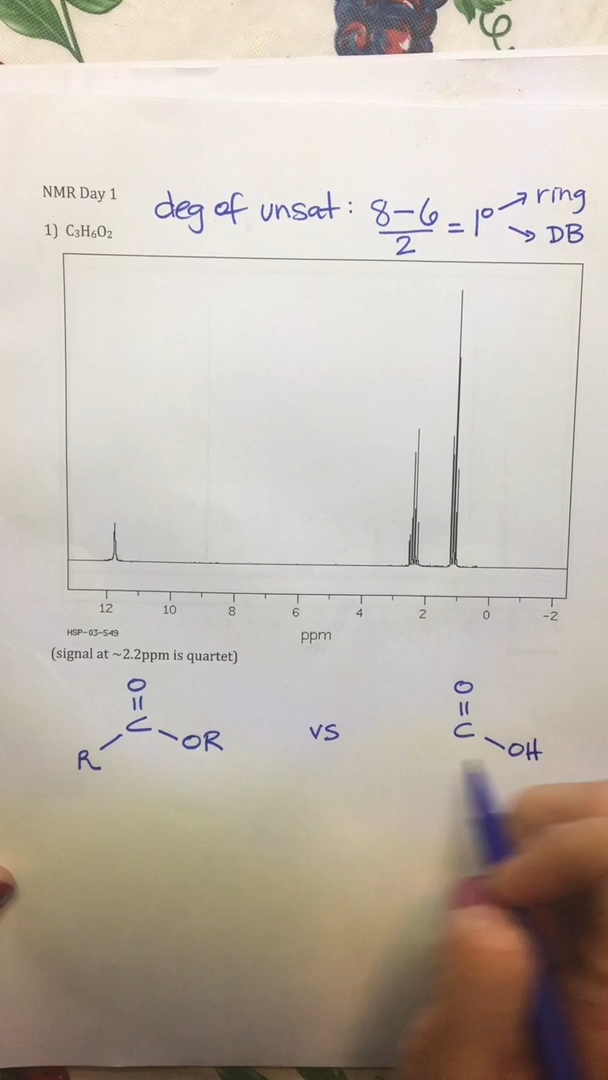 NMR Day 1
deg of unsat: 8-6/2 = 1° → ring
→ DB
1) C3H6O2
12 10 8 6 4 2 0 -2
HSP-03-549
ppm
(signal at ~2.2ppm is quartet)
O O
|| ||
C C
R OR vs OH